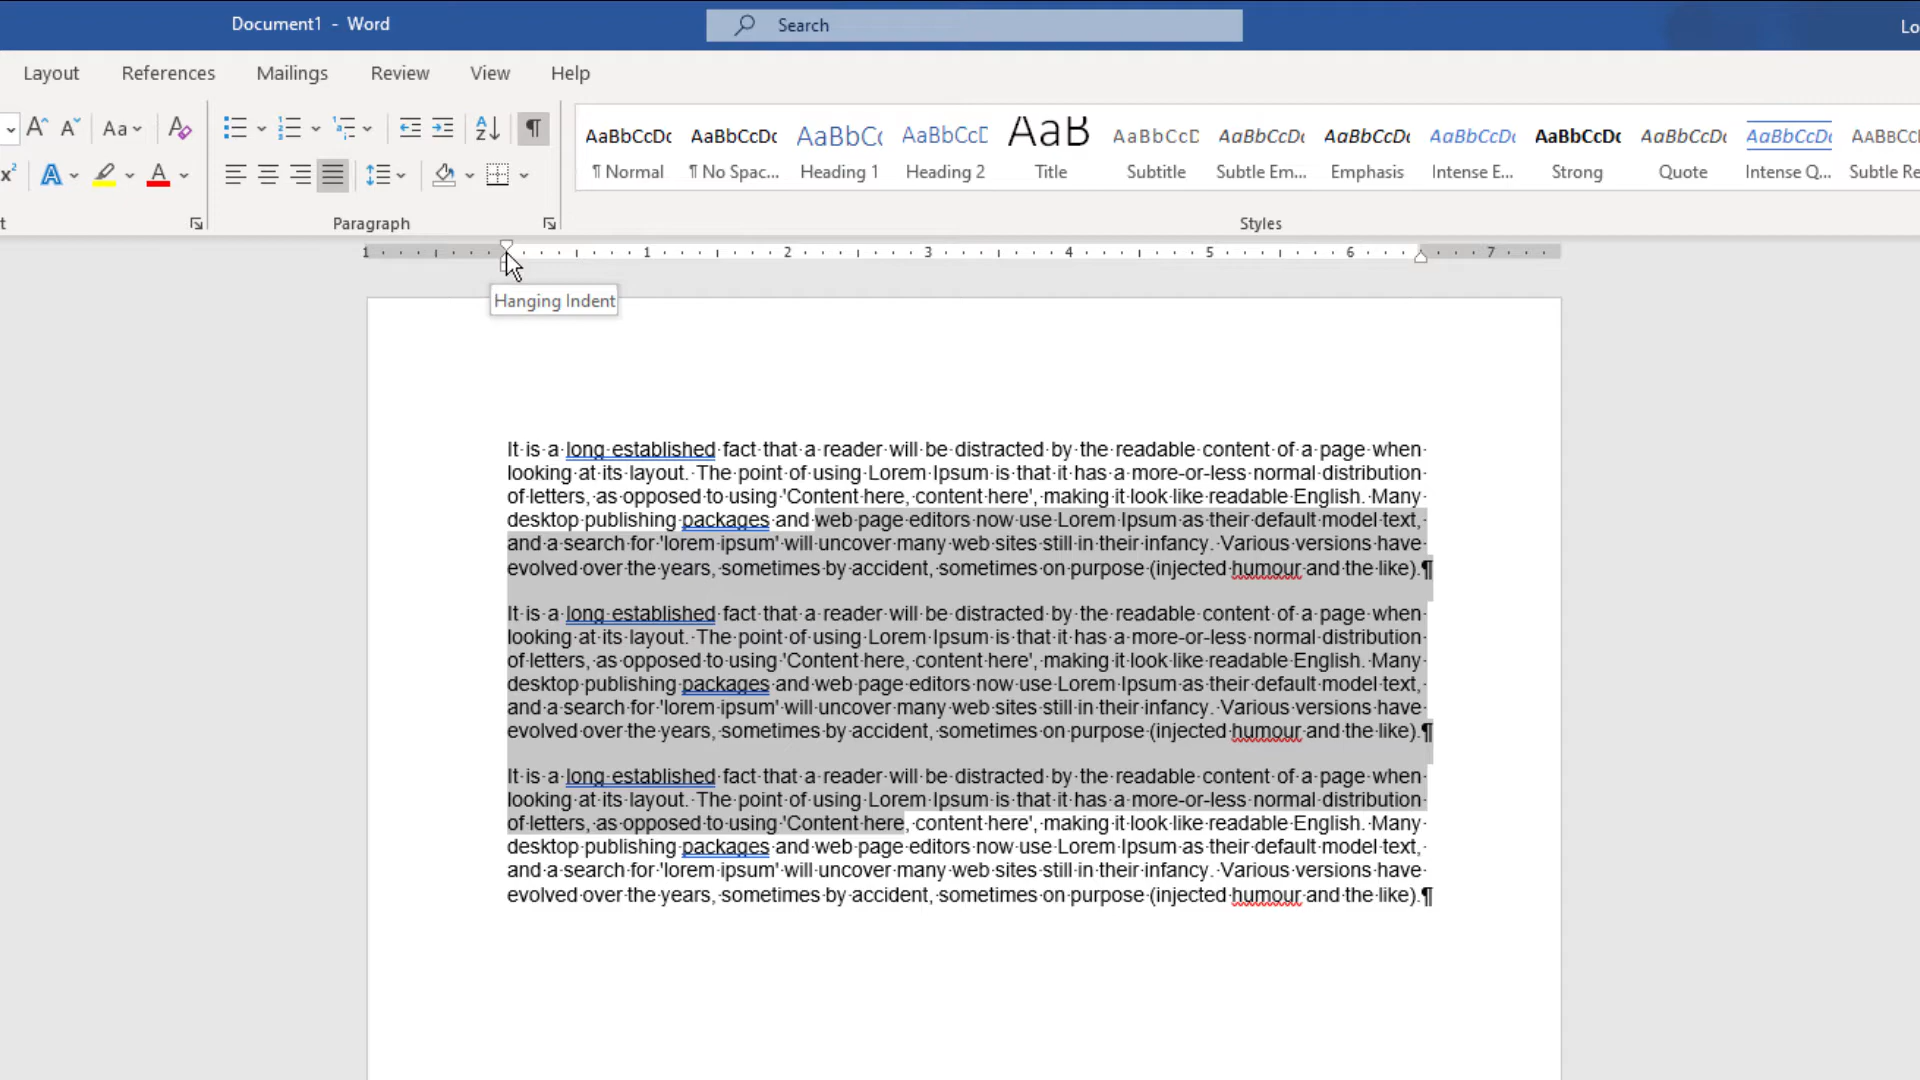 Document1 - Word
Search
Lo
Layout References Mailings Review View Help
Aa
AaBbCcDc AaBbCcDc AaBbC( AaBbCcD AaB AaBbCcD AaBbCcDc AaBbCcDc AaBbCcDc AaBbCcDc AaBbCcDc AaBbCcDc AABBC
¶ Normal ¶ No Spac... Heading 1 Heading 2 Title Subtitle Subtle Em... Emphasis Intense E... Strong Quote Intense Q... Subtle Re
t Paragraph Styles
1 1 2 3 4 5 6 7
Hanging Indent
It is a long established fact that a reader will be distracted by the readable content of a page when
looking at its layout. The point of using Lorem Ipsum is that it has a more-or-less normal distribution
of letters, as opposed to using 'Content here, content here', making it look like readable English. Many
desktop publishing packages and web page editors now use Lorem Ipsum as their default model text,
and a search for 'lorem ipsum' will uncover many web sites still in their infancy. Various versions have
evolved over the years, sometimes by accident, sometimes on purpose (injected humour and the like).¶
It is a long established fact that a reader will be distracted by the readable content of a page when
looking at its layout. The point of using Lorem Ipsum is that it has a more-or-less normal distribution
of letters, as opposed to using 'Content here, content here', making it look like readable English. Many
desktop publishing packages and web page editors now use Lorem Ipsum as their default model text,
and a search for 'lorem ipsum' will uncover many web sites still in their infancy. Various versions have
evolved over the years, sometimes by accident, sometimes on purpose (injected humour and the like).¶
It is a long established fact that a reader will be distracted by the readable content of a page when
looking at its layout. The point of using Lorem Ipsum is that it has a more-or-less normal distribution
of letters, as opposed to using 'Content here, content here', making it look like readable English. Many
desktop publishing packages and web page editors now use Lorem Ipsum as their default model text,
and a search for 'lorem ipsum' will uncover many web sites still in their infancy. Various versions have
evolved over the years, sometimes by accident, sometimes on purpose (injected humour and the like).¶